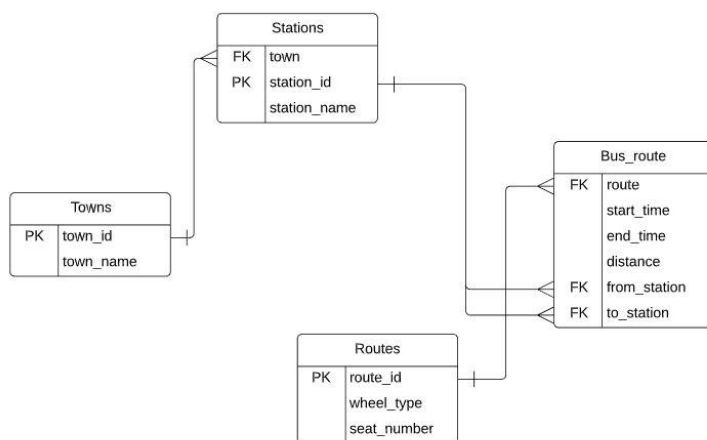 Stations
FK town
PK station_id
station_name
Bus_route
FK route
start_time
end_time
distance
FK from_station
FK to_station
Towns
PK town_id
town_name
Routes
PK route_id
wheel_type
seat_number